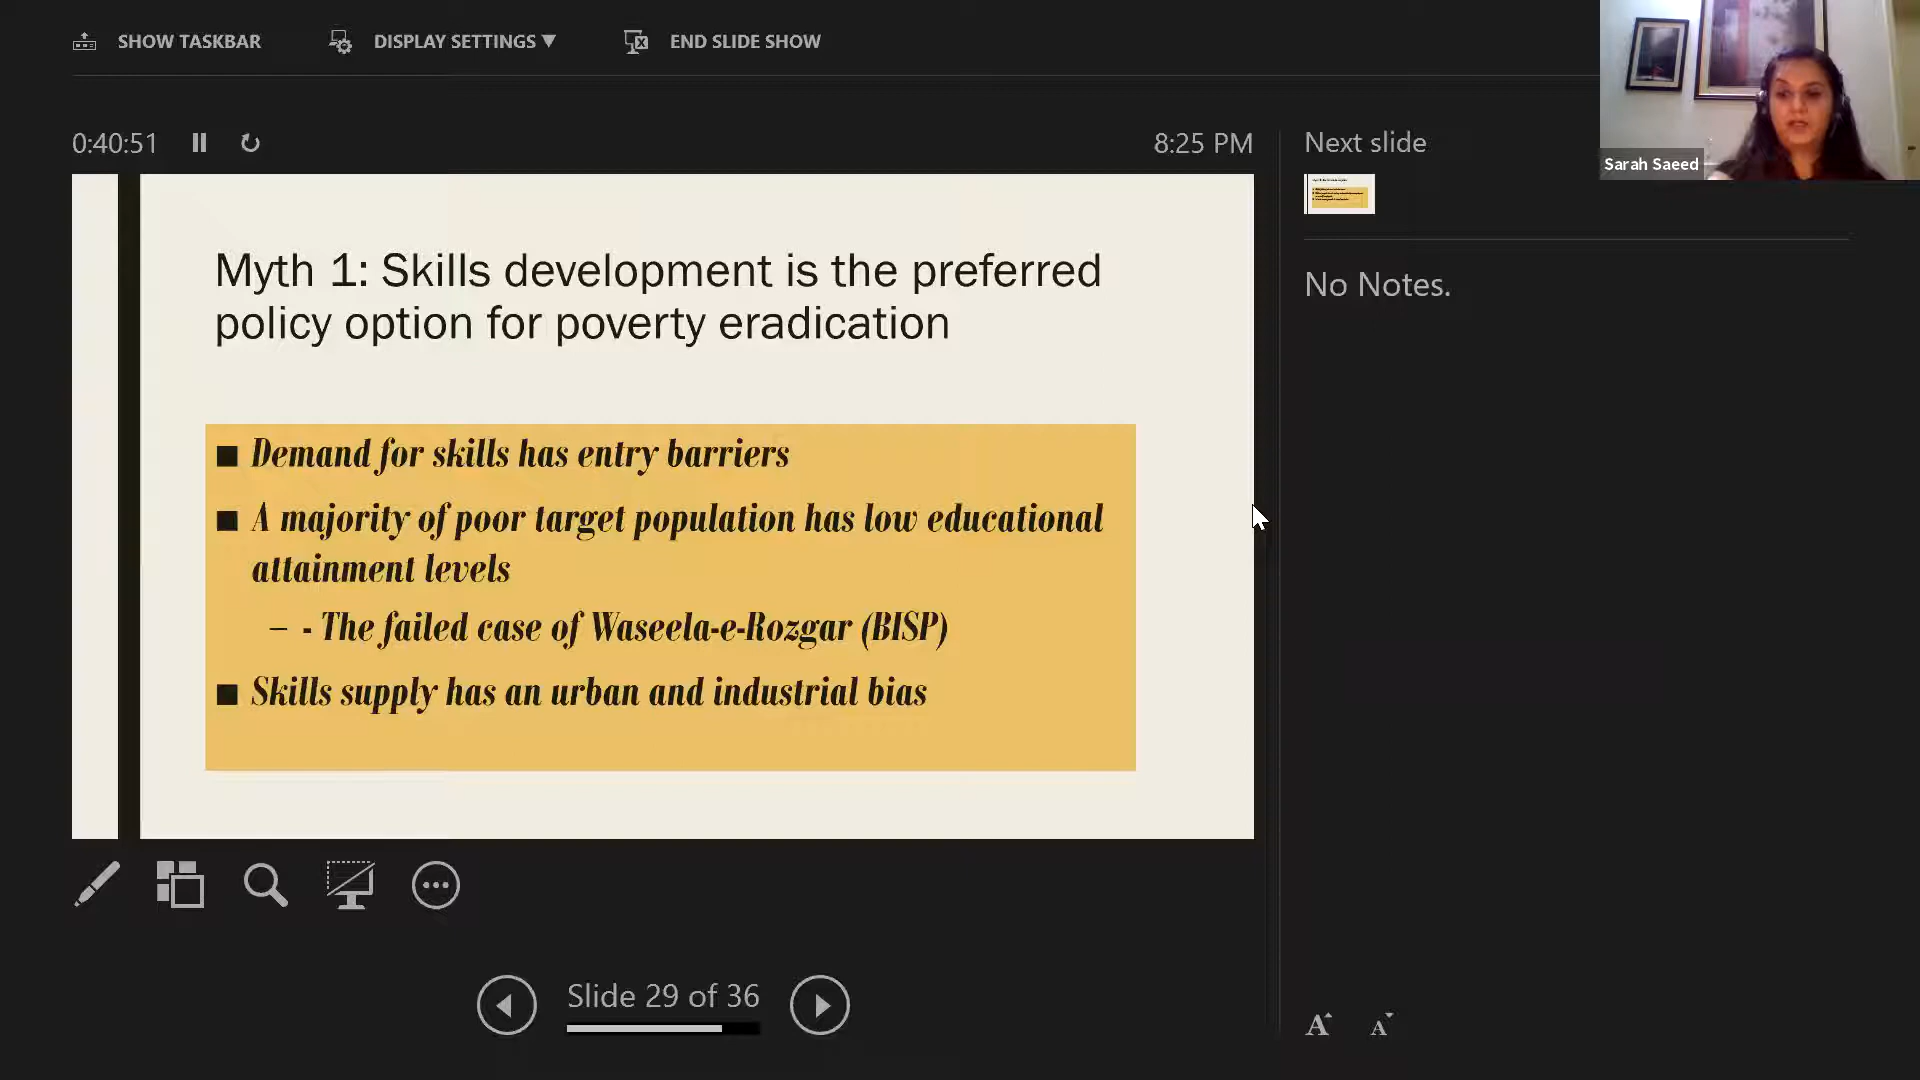 SHOW TASKBAR
DISPLAY SETTINGS ▼
END SLIDE SHOW
Sarah Saeed
0:40:51
8:25 PM
Next slide
No Notes.
Myth 1: Skills development is the preferred
policy option for poverty eradication
■ Demand for skills has entry barriers
■ A majority of poor target population has low educational
attainment levels
– - The failed case of Waseela-e-Rozgar (BISP)
■ Skills supply has an urban and industrial bias
Slide 29 of 36
A A